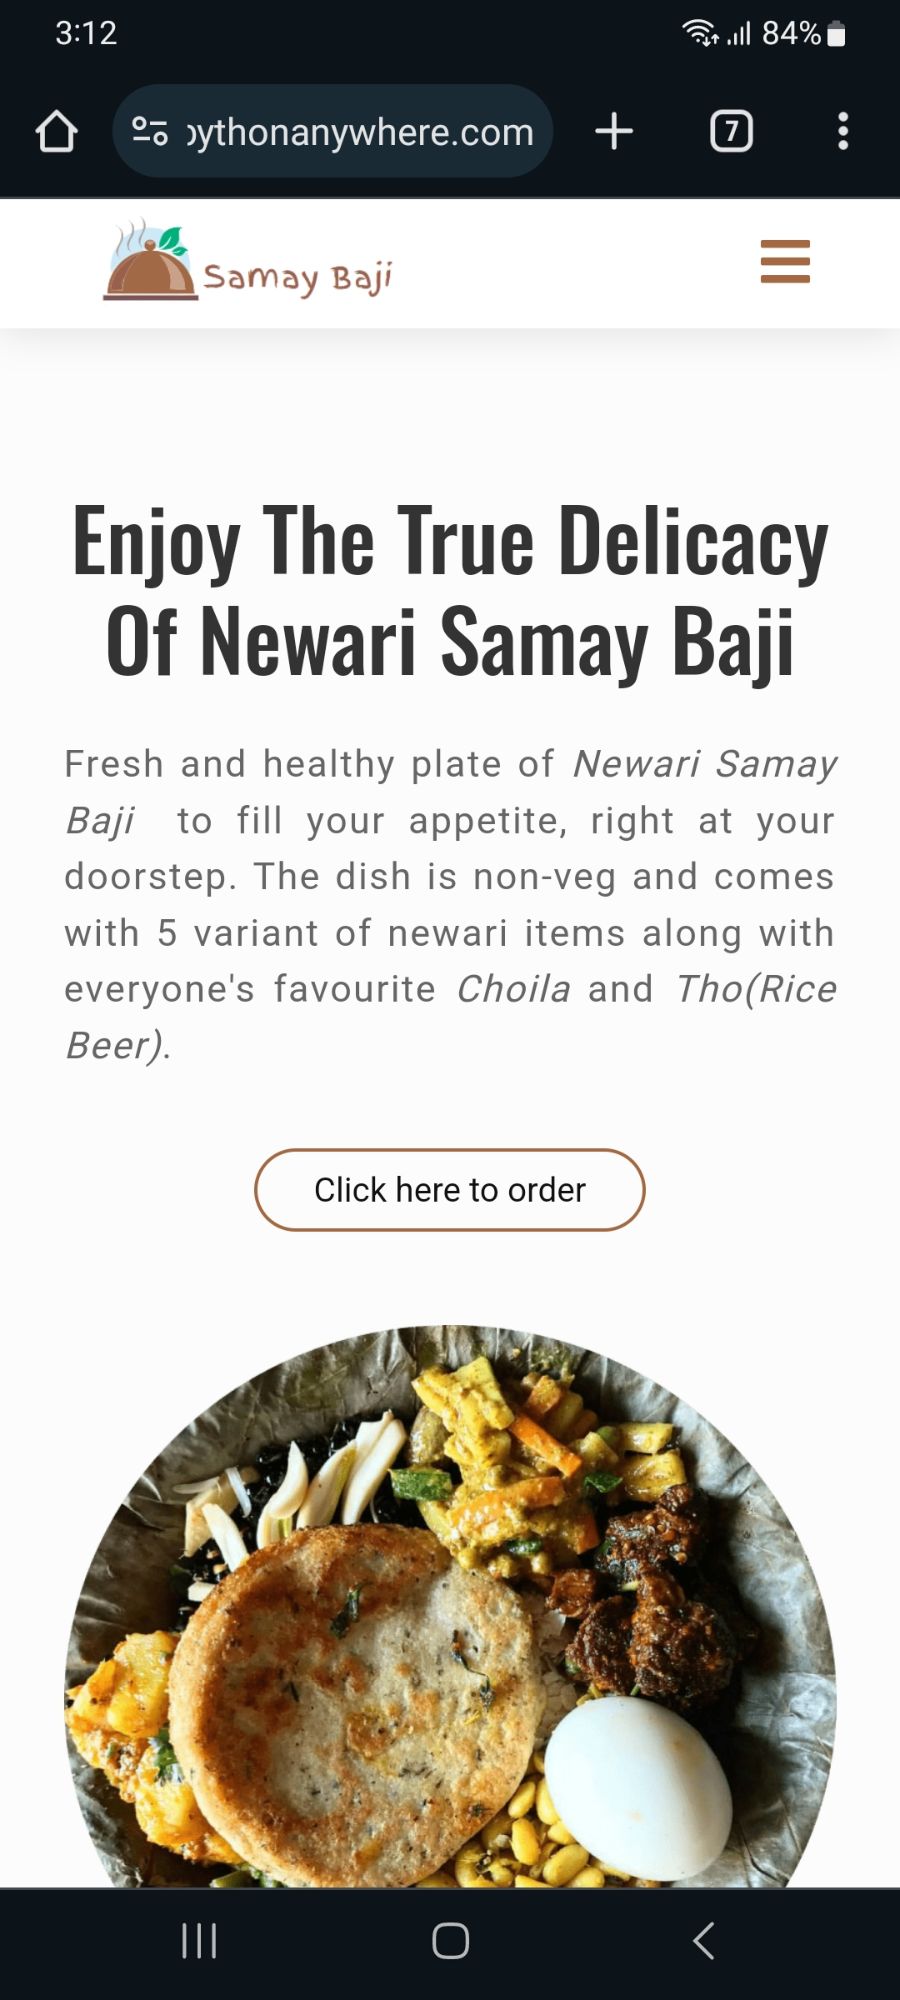 3:12
84%
ythonanywhere.com
7
Samay Baji
Enjoy The True Delicacy
Of Newari Samay Baji
Fresh and healthy plate of Newari Samay
Baji to fill your appetite, right at your
doorstep. The dish is non-veg and comes
with 5 variant of newari items along with
everyone's favourite Choila and Tho(Rice
Beer).
Click here to order